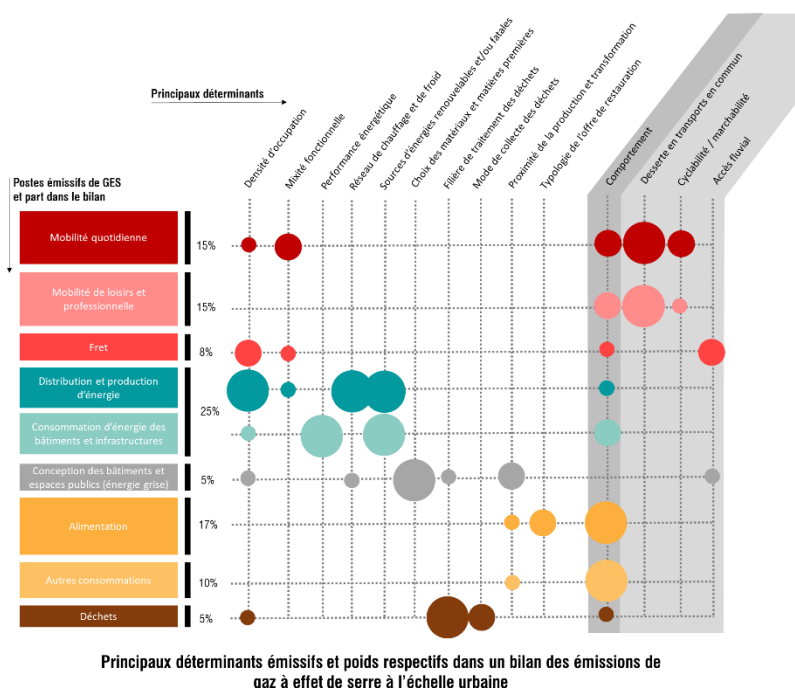 Principaux déterminants
Densité d'occupation
Mixité fonctionnelle
Performance énergétique
Réseau de chauffage et de froid
Sources d'énergies renouvelables et/ou fatales
Choix des matériaux et matières premières
Filière de traitement des déchets
Mode de collecte des déchets
Proximité de la production et transformation
Typologie de l'offre de restauration
Comportement
Desserte en transports en commun
Cyclabilité / marchabilité
Accès fluvial
Postes émissifs de GES
et part dans le bilan
Mobilité quotidienne
15%
Mobilité de loisirs et
professionnelle
15%
Fret
8%
Distribution et production
d'énergie
25%
Consommation d'énergie des
bâtiments et infrastructures
Conception des bâtiments et
espaces publics (énergie grise)
5%
Alimentation
17%
Autres consommations
10%
Déchets
5%
Principaux déterminants émissifs et poids respectifs dans un bilan des émissions de
gaz à effet de serre à l'échelle urbaine